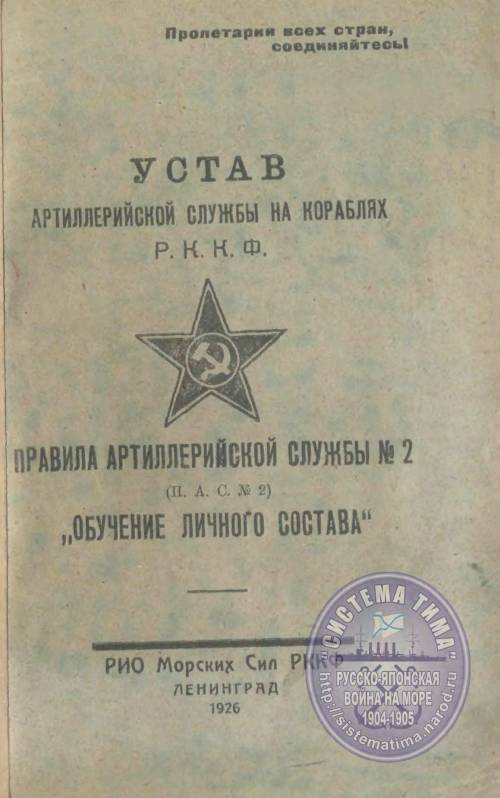 Пролетарии всех стран,
соединяйтесь!
УСТАВ
АРТИЛЛЕРИЙСКОЙ СЛУЖБЫ НА КОРАБЛЯХ
Р. К. К. Ф.
ПРАВИЛА АРТИЛЛЕРИЙСКОЙ СЛУЖБЫ № 2
(П. А. С. № 2)
„ОБУЧЕНИЕ ЛИЧНОГО СОСТАВА“
РИО Морских Сил РККФ
ЛЕНИНГРАД
1926
"СИСТЕМА ТИМА"
РУССКО-ЯПОНСКАЯ
ВОЙНА НА МОРЕ
1904-1905
http://sistematima.narod.ru